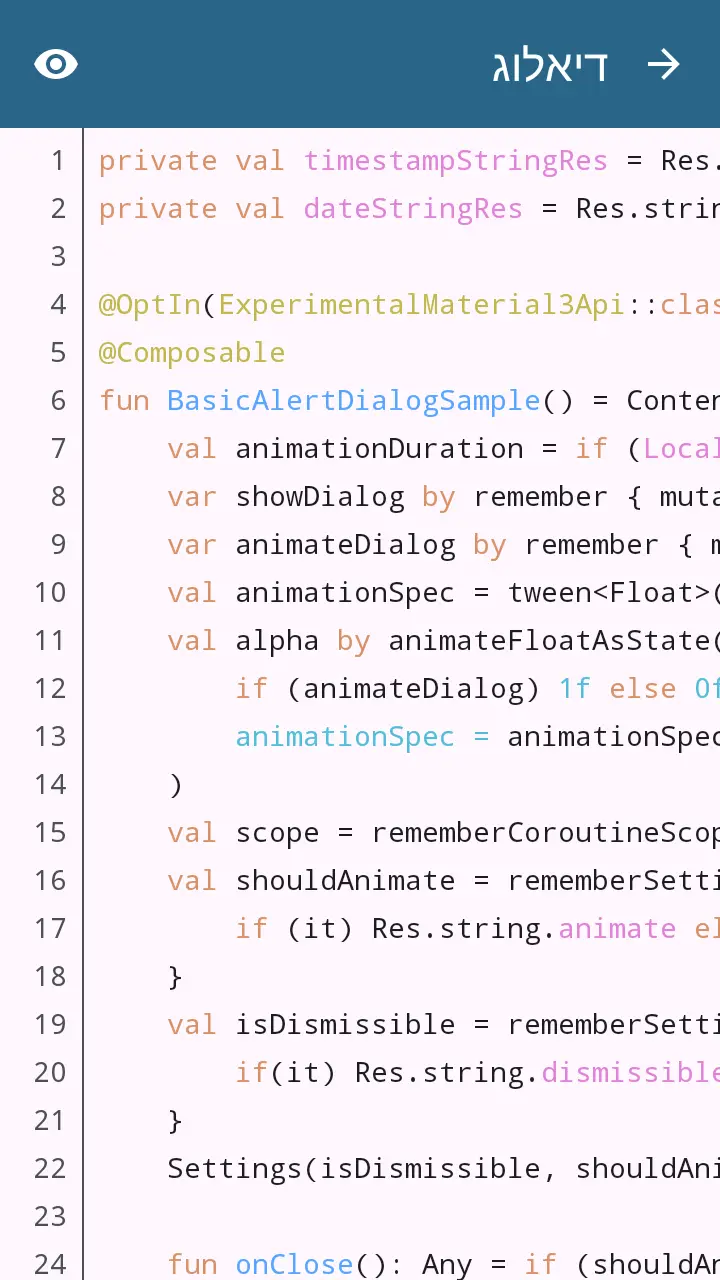 דיאלוג
1 private val timestampStringRes = Res.
2 private val dateStringRes = Res.strin
3
4 @OptIn(ExperimentalMaterial3Api::clas
5 @Composable
6 fun BasicAlertDialogSample() = Conten
7 val animationDuration = if (Local
8 var showDialog by remember { muta
9 var animateDialog by remember { m
10 val animationSpec = tween<Float>(
11 val alpha by animateFloatAsState(
12 if (animateDialog) 1f else 0f
13 animationSpec = animationSpec
14 )
15 val scope = rememberCoroutineScop
16 val shouldAnimate = rememberSetti
17 if (it) Res.string.animate el
18 }
19 val isDismissible = rememberSetti
20 if(it) Res.string.dismissible
21 }
22 Settings(isDismissible, shouldAni
23
24 fun onClose(): Any = if (shouldAn